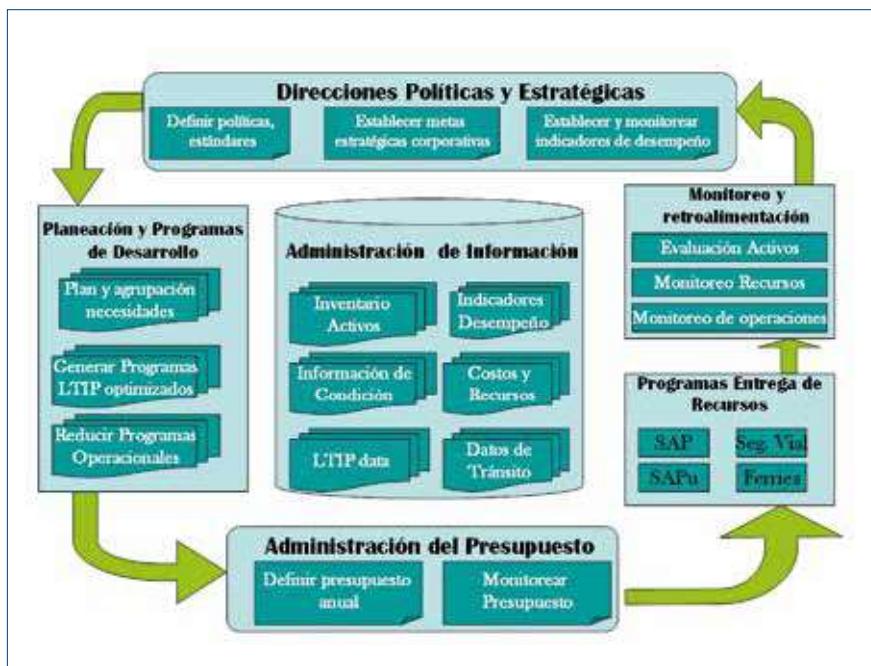 Direcciones Políticas y Estratégicas
Definir políticas,
estándares
Establecer metas
estratégicas corporativas
Establecer y monitorear
indicadores de desempeño
Planeación y Programas
de Desarrollo
Plan y agrupación
necesidades
Generar Programas
LTIP optimizados
Reducir Programas
Operacionales
Administración de Información
Inventario
Activos
Indicadores
Desempeño
Información de
Condición
Costos y
Recursos
LTIP data
Datos de
Tránsito
Monitoreo y
retroalimentación
Evaluación Activos
Monitoreo Recursos
Monitoreo de operaciones
Programas Entrega de
Recursos
SAP
Seg. Vial
SAPu
Administración del Presupuesto
Definir presupuesto
anual
Monitorear
Presupuesto